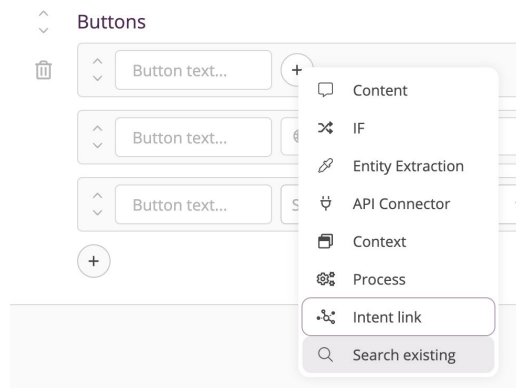 Buttons
Button text...
Content
IF
Button text...
Entity Extraction
API Connector
Button text...
S
Context
Process
Intent link
Search existing